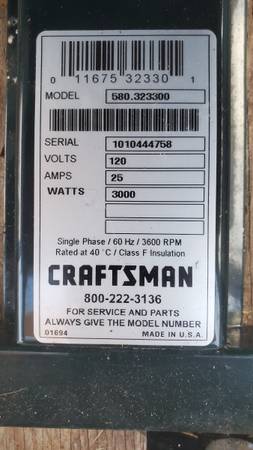 0 11675 32330 1
MODEL 580.323300
SERIAL 1010444758
VOLTS 120
AMPS 25
WATTS 3000
Single Phase / 60 Hz / 3600 RPM
Rated at 40 °C / Class F Insulation
CRAFTSMAN
800-222-3136
FOR SERVICE AND PARTS
ALWAYS GIVE THE MODEL NUMBER
01694 MADE IN U.S.A.